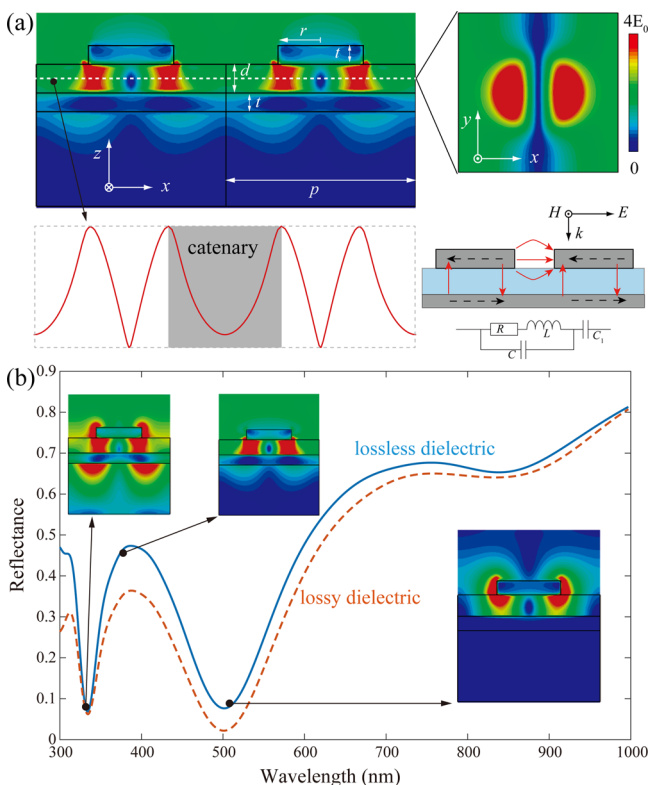 (a)
r
t
d
t
z
x
p
4E₀
0
y
x
catenary
H
E
k
R
L
C
C₁
(b)
0.9
0.8
0.7
0.6
0.5
0.4
0.3
0.2
0.1
0
Reflectance
lossless dielectric
lossy dielectric
300 400 500 600 700 800 900 1000
Wavelength (nm)